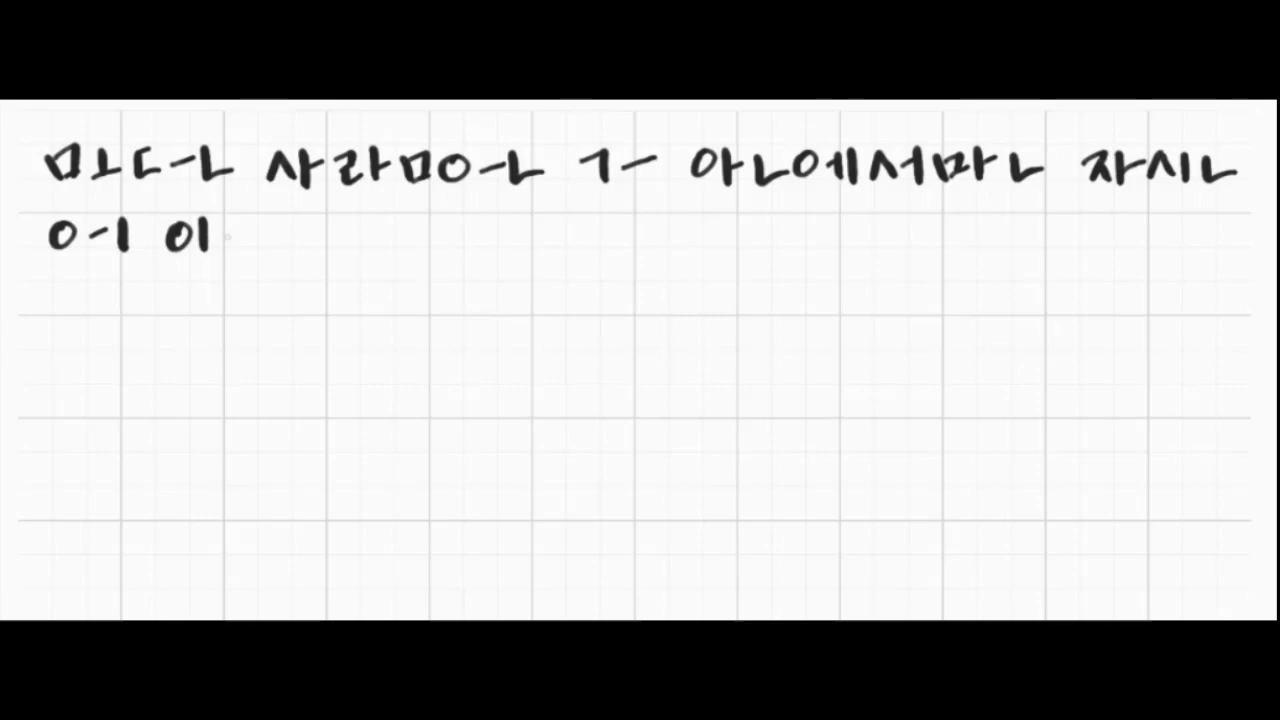 ㅁㅗㄷㅡㄴ ㅅㅏㄹㅏㅁㅇㅡㄴ ㄱㅡ ㅇㅏㄴㅇㅔㅅㅓㅁㅏㄴ ㅈㅏㅅㅣㄴ
ㅇㅢ ㅇㅣ